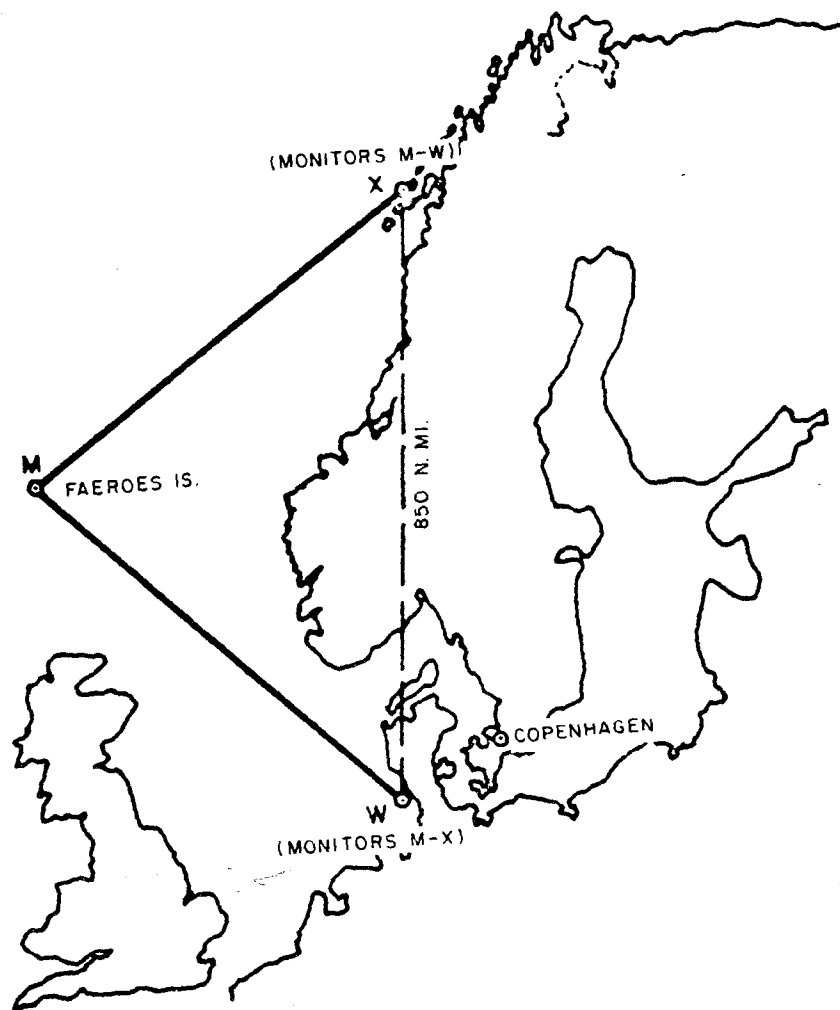 (MONITORS M-W)
X
850 N. MI.
M
FAEROES IS.
COPENHAGEN
W
(MONITORS M-X)